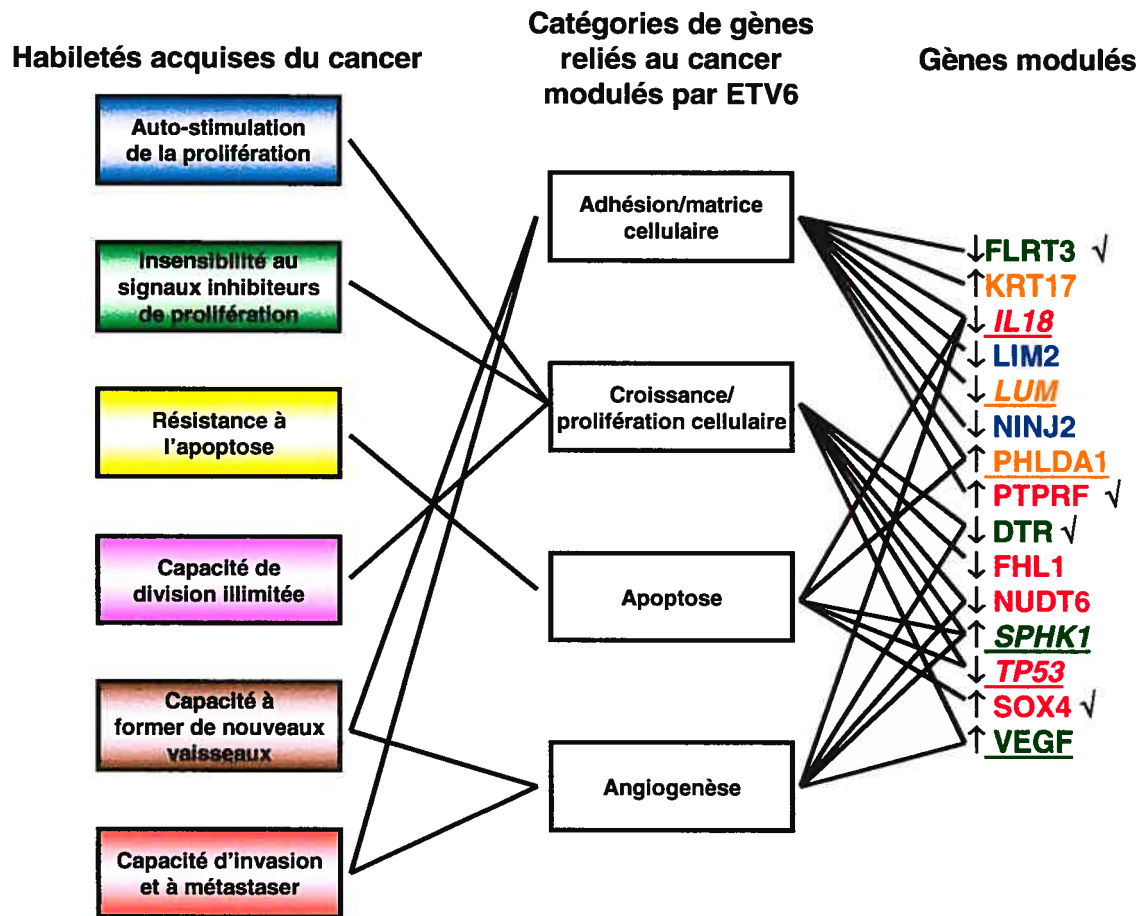 Habiletés acquises du cancer
Catégories de gènes
reliés au cancer
modulés par ETV6
Gènes modulés
Auto-stimulation
de la prolifération
Insensibilité au
signaux inhibiteurs
de prolifération
Résistance à
l'apoptose
Capacité de
division illimitée
Capacité à
former de nouveaux
vaisseaux
Capacité d'invasion
et à métastaser
Adhésion/matrice
cellulaire
Croissance/
prolifération cellulaire
Apoptose
Angiogenèse
↓FLRT3 √
↑KRT17
↓IL18
↓LIM2
↓LUM
↓NINJ2
↑PHLDA1
↑PTPRF √
↓DTR √
↓FHL1
↓NUDT6
↑SPHK1
↓TP53
↑SOX4 √
↑VEGF